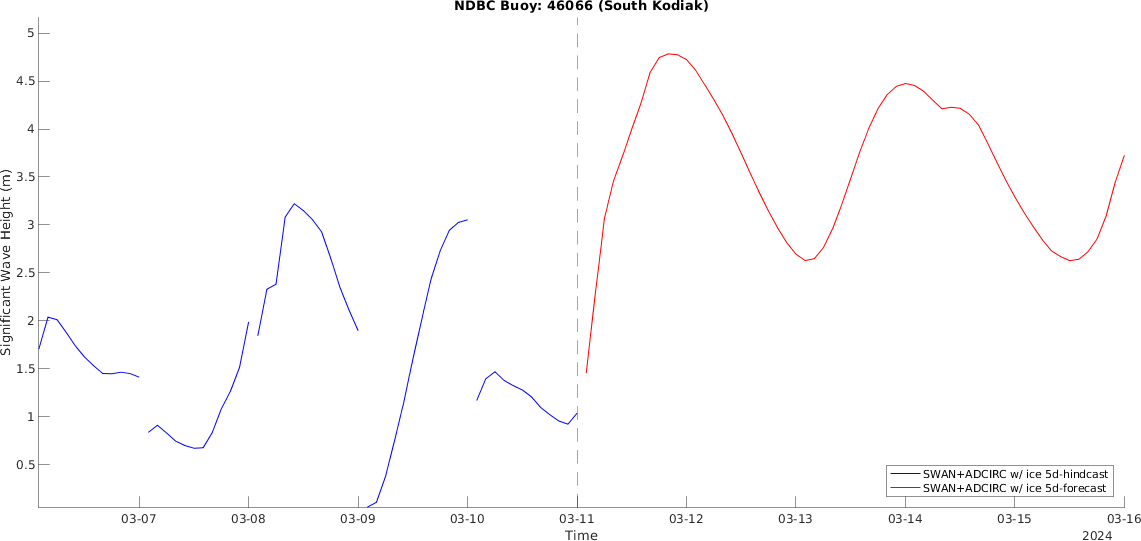 NDBC Buoy: 46066 (South Kodiak)
5
4.5
4
3.5
3
2.5
2
1.5
1
0.5
Significant Wave Height (m)
SWAN+ADCIRC w/ ice 5d-hindcast
SWAN+ADCIRC w/ ice 5d-forecast
03-07 03-08 03-09 03-10 03-11 03-12 03-13 03-14 03-15 03-16
Time
2024